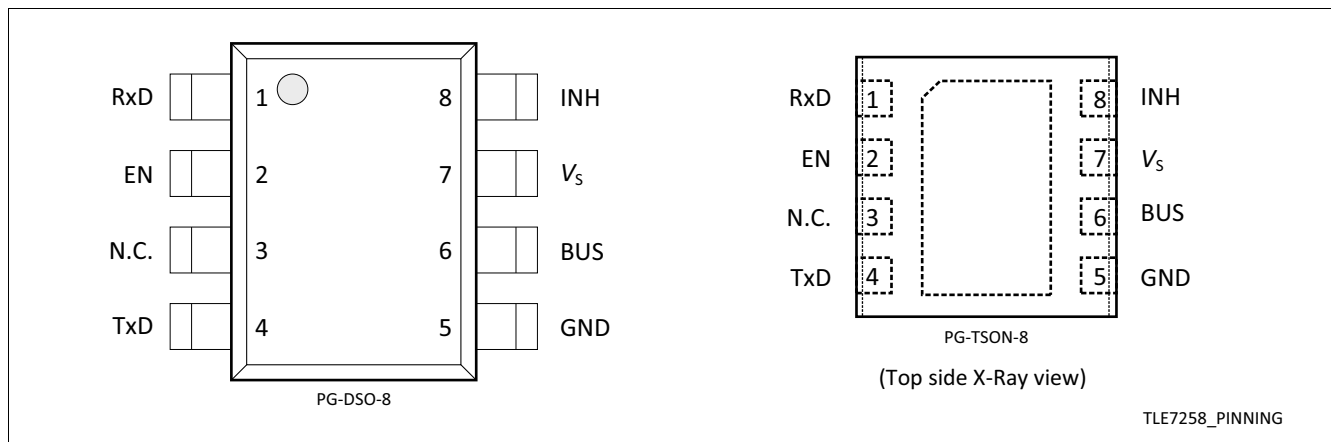 RxD 1 8 INH
EN 2 7 VS
N.C. 3 6 BUS
TxD 4 5 GND
PG-DSO-8
RxD 1 8 INH
EN 2 7 VS
N.C. 3 6 BUS
TxD 4 5 GND
PG-TSON-8
(Top side X-Ray view)
TLE7258_PINNING